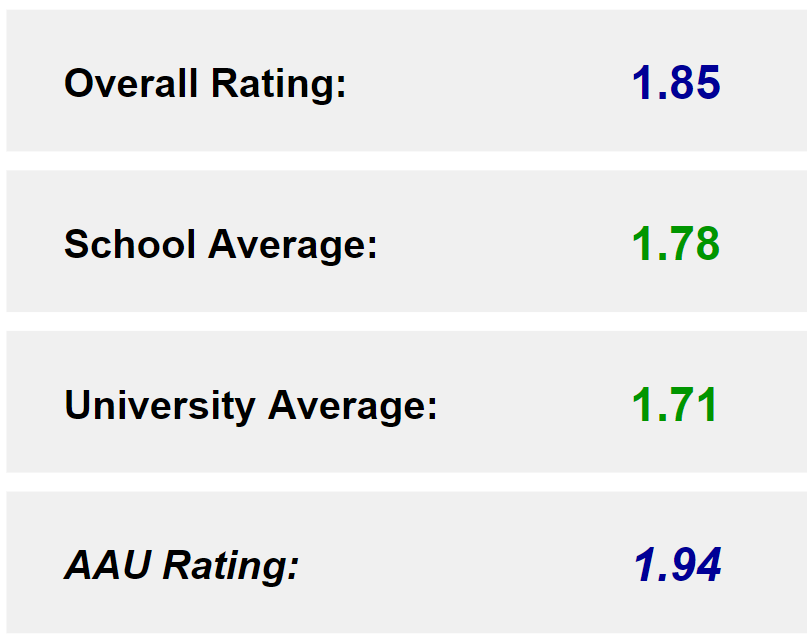 Overall Rating: 1.85
School Average: 1.78
University Average: 1.71
AAU Rating: 1.94